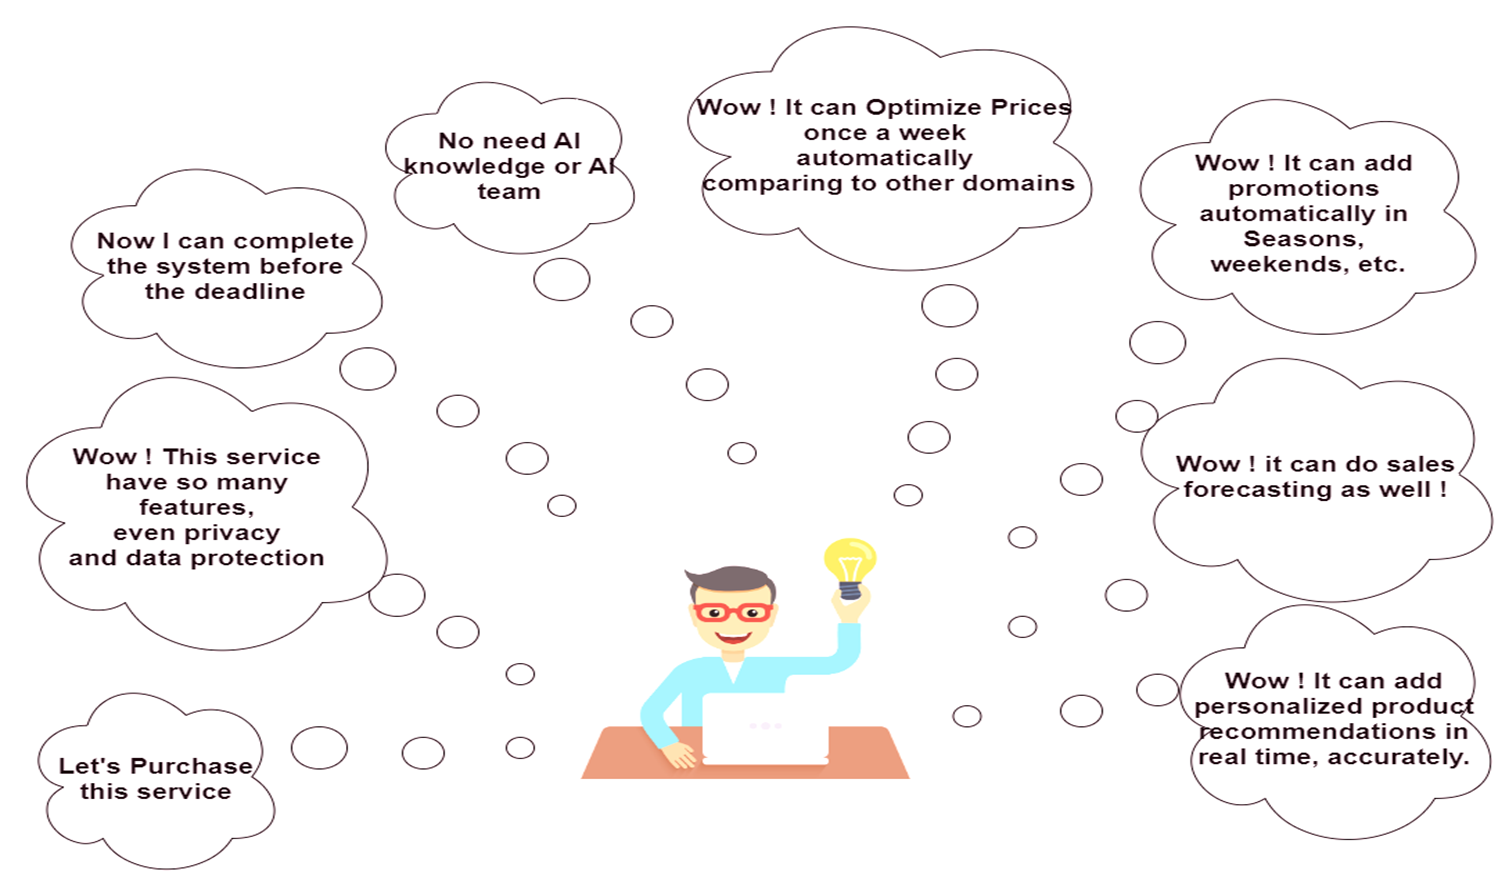 No need AI
knowledge or AI
team
Wow ! It can Optimize Prices
once a week
automatically
comparing to other domains
Wow ! It can add
promotions
automatically in
Seasons,
weekends, etc.
Now I can complete
the system before
the deadline
Wow ! This service
have so many
features,
even privacy
and data protection
Wow ! it can do sales
forecasting as well !
Let's Purchase
this service
Wow ! It can add
personalized product
recommendations in
real time, accurately.